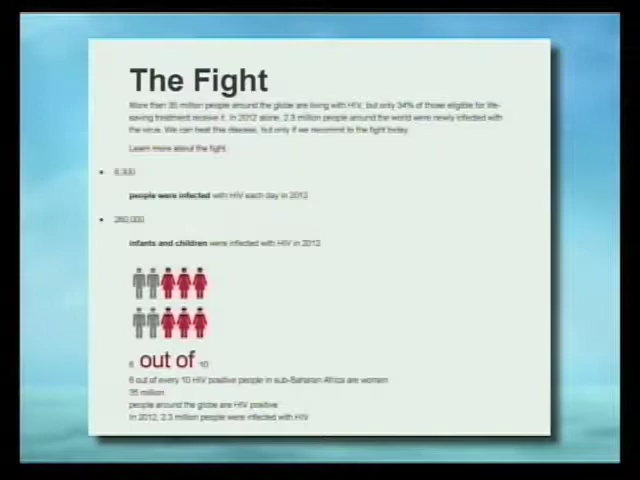 The Fight
More than 35 million people around the globe are living with HIV, but only 34% of those eligible for life-
saving treatment receive it. In 2012 alone, 2.3 million people around the world were newly infected with
the virus. We can beat this disease, but only if we recommit to the fight today.
Learn more about the fight.
6,300
people were infected with HIV each day in 2012
260,000
infants and children were infected with HIV in 2012
6 out of 10
6 out of every 10 HIV positive people in sub-Saharan Africa are women
35 million
people around the globe are HIV positive
In 2012, 2.3 million people were infected with HIV